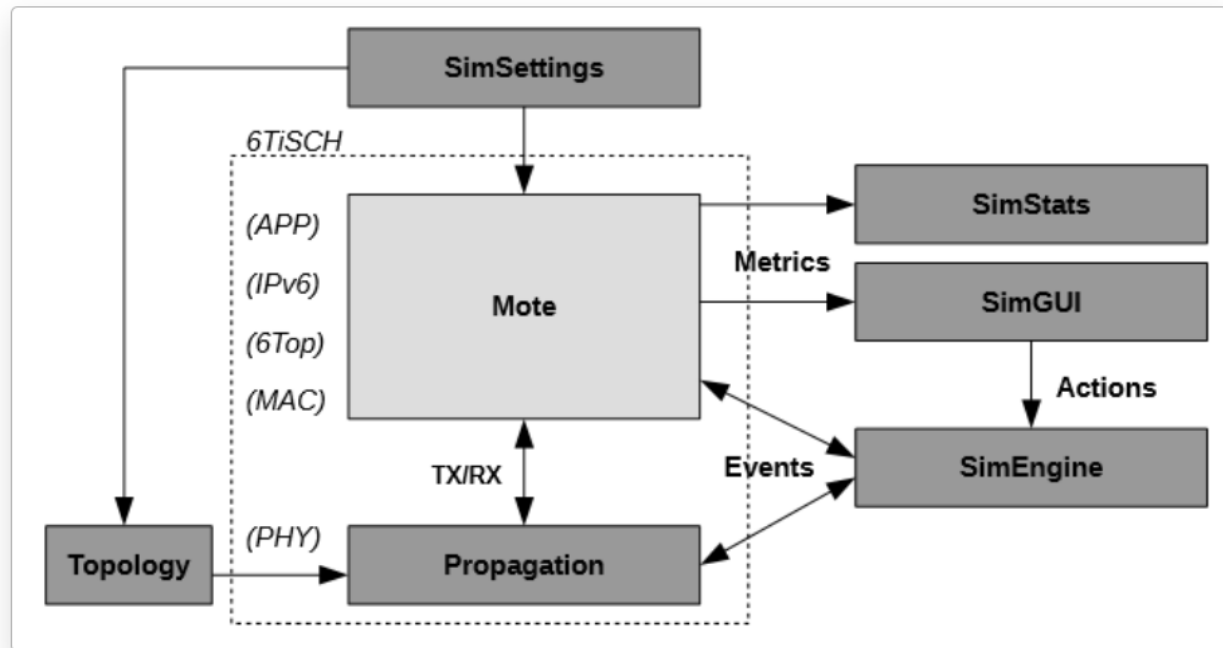 SimSettings
6TiSCH
(APP)
SimStats
Metrics
(IPv6)
Mote
SimGUI
(6Top)
Actions
(MAC)
TX/RX
Events
SimEngine
(PHY)
Topology
Propagation